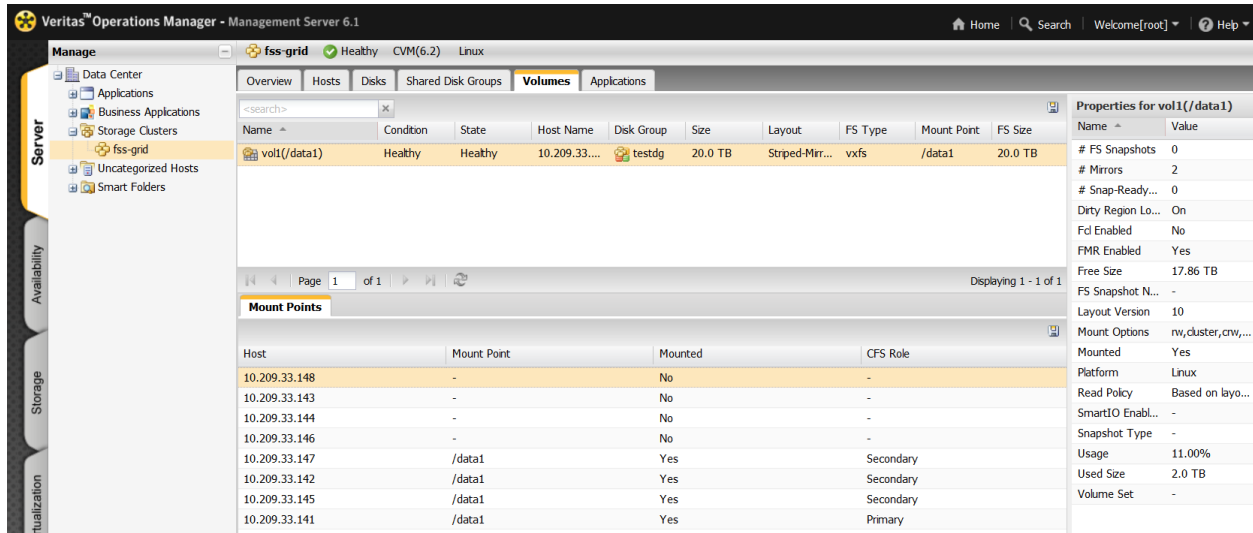 Veritas™ Operations Manager - Management Server 6.1
Home Search Welcome[root] Help
Manage
Data Center
Applications
Business Applications
Storage Clusters
fss-grid
Uncategorized Hosts
Smart Folders
Server
Availability
Storage
fss-grid Healthy CVM(6.2) Linux
Overview Hosts Disks Shared Disk Groups Volumes Applications
<search>
Name Condition State Host Name Disk Group Size Layout FS Type Mount Point FS Size
vol1(/data1) Healthy Healthy 10.209.33.... testdg 20.0 TB Striped-Mirr... vxfs /data1 20.0 TB
Page 1 of 1 Displaying 1 - 1 of 1
Mount Points
Host Mount Point Mounted CFS Role
10.209.33.148 - No -
10.209.33.143 - No -
10.209.33.144 - No -
10.209.33.146 - No -
10.209.33.147 /data1 Yes Secondary
10.209.33.142 /data1 Yes Secondary
10.209.33.145 /data1 Yes Secondary
10.209.33.141 /data1 Yes Primary
Properties for vol1(/data1)
Name Value
# FS Snapshots 0
# Mirrors 2
# Snap-Ready... 0
Dirty Region Lo... On
Fcl Enabled No
FMR Enabled Yes
Free Size 17.86 TB
FS Snapshot N... -
Layout Version 10
Mount Options rw,cluster,crw,...
Mounted Yes
Platform Linux
Read Policy Based on layo...
SmartIO Enabl... -
Snapshot Type -
Usage 11.00%
Used Size 2.0 TB
Volume Set -